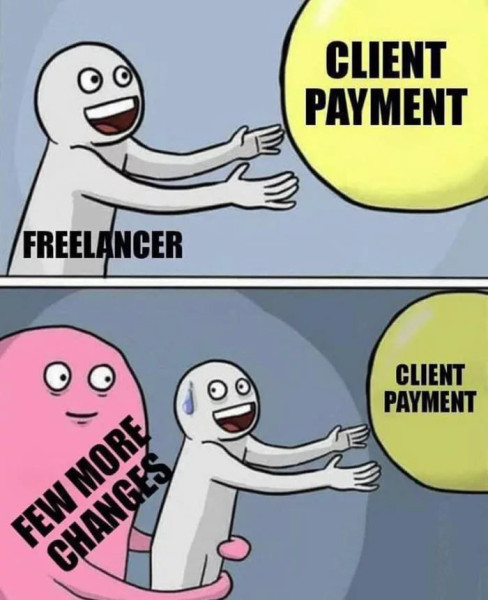 CLIENT
PAYMENT
FREELANCER
CLIENT
PAYMENT
FEW MORE
CHANGES